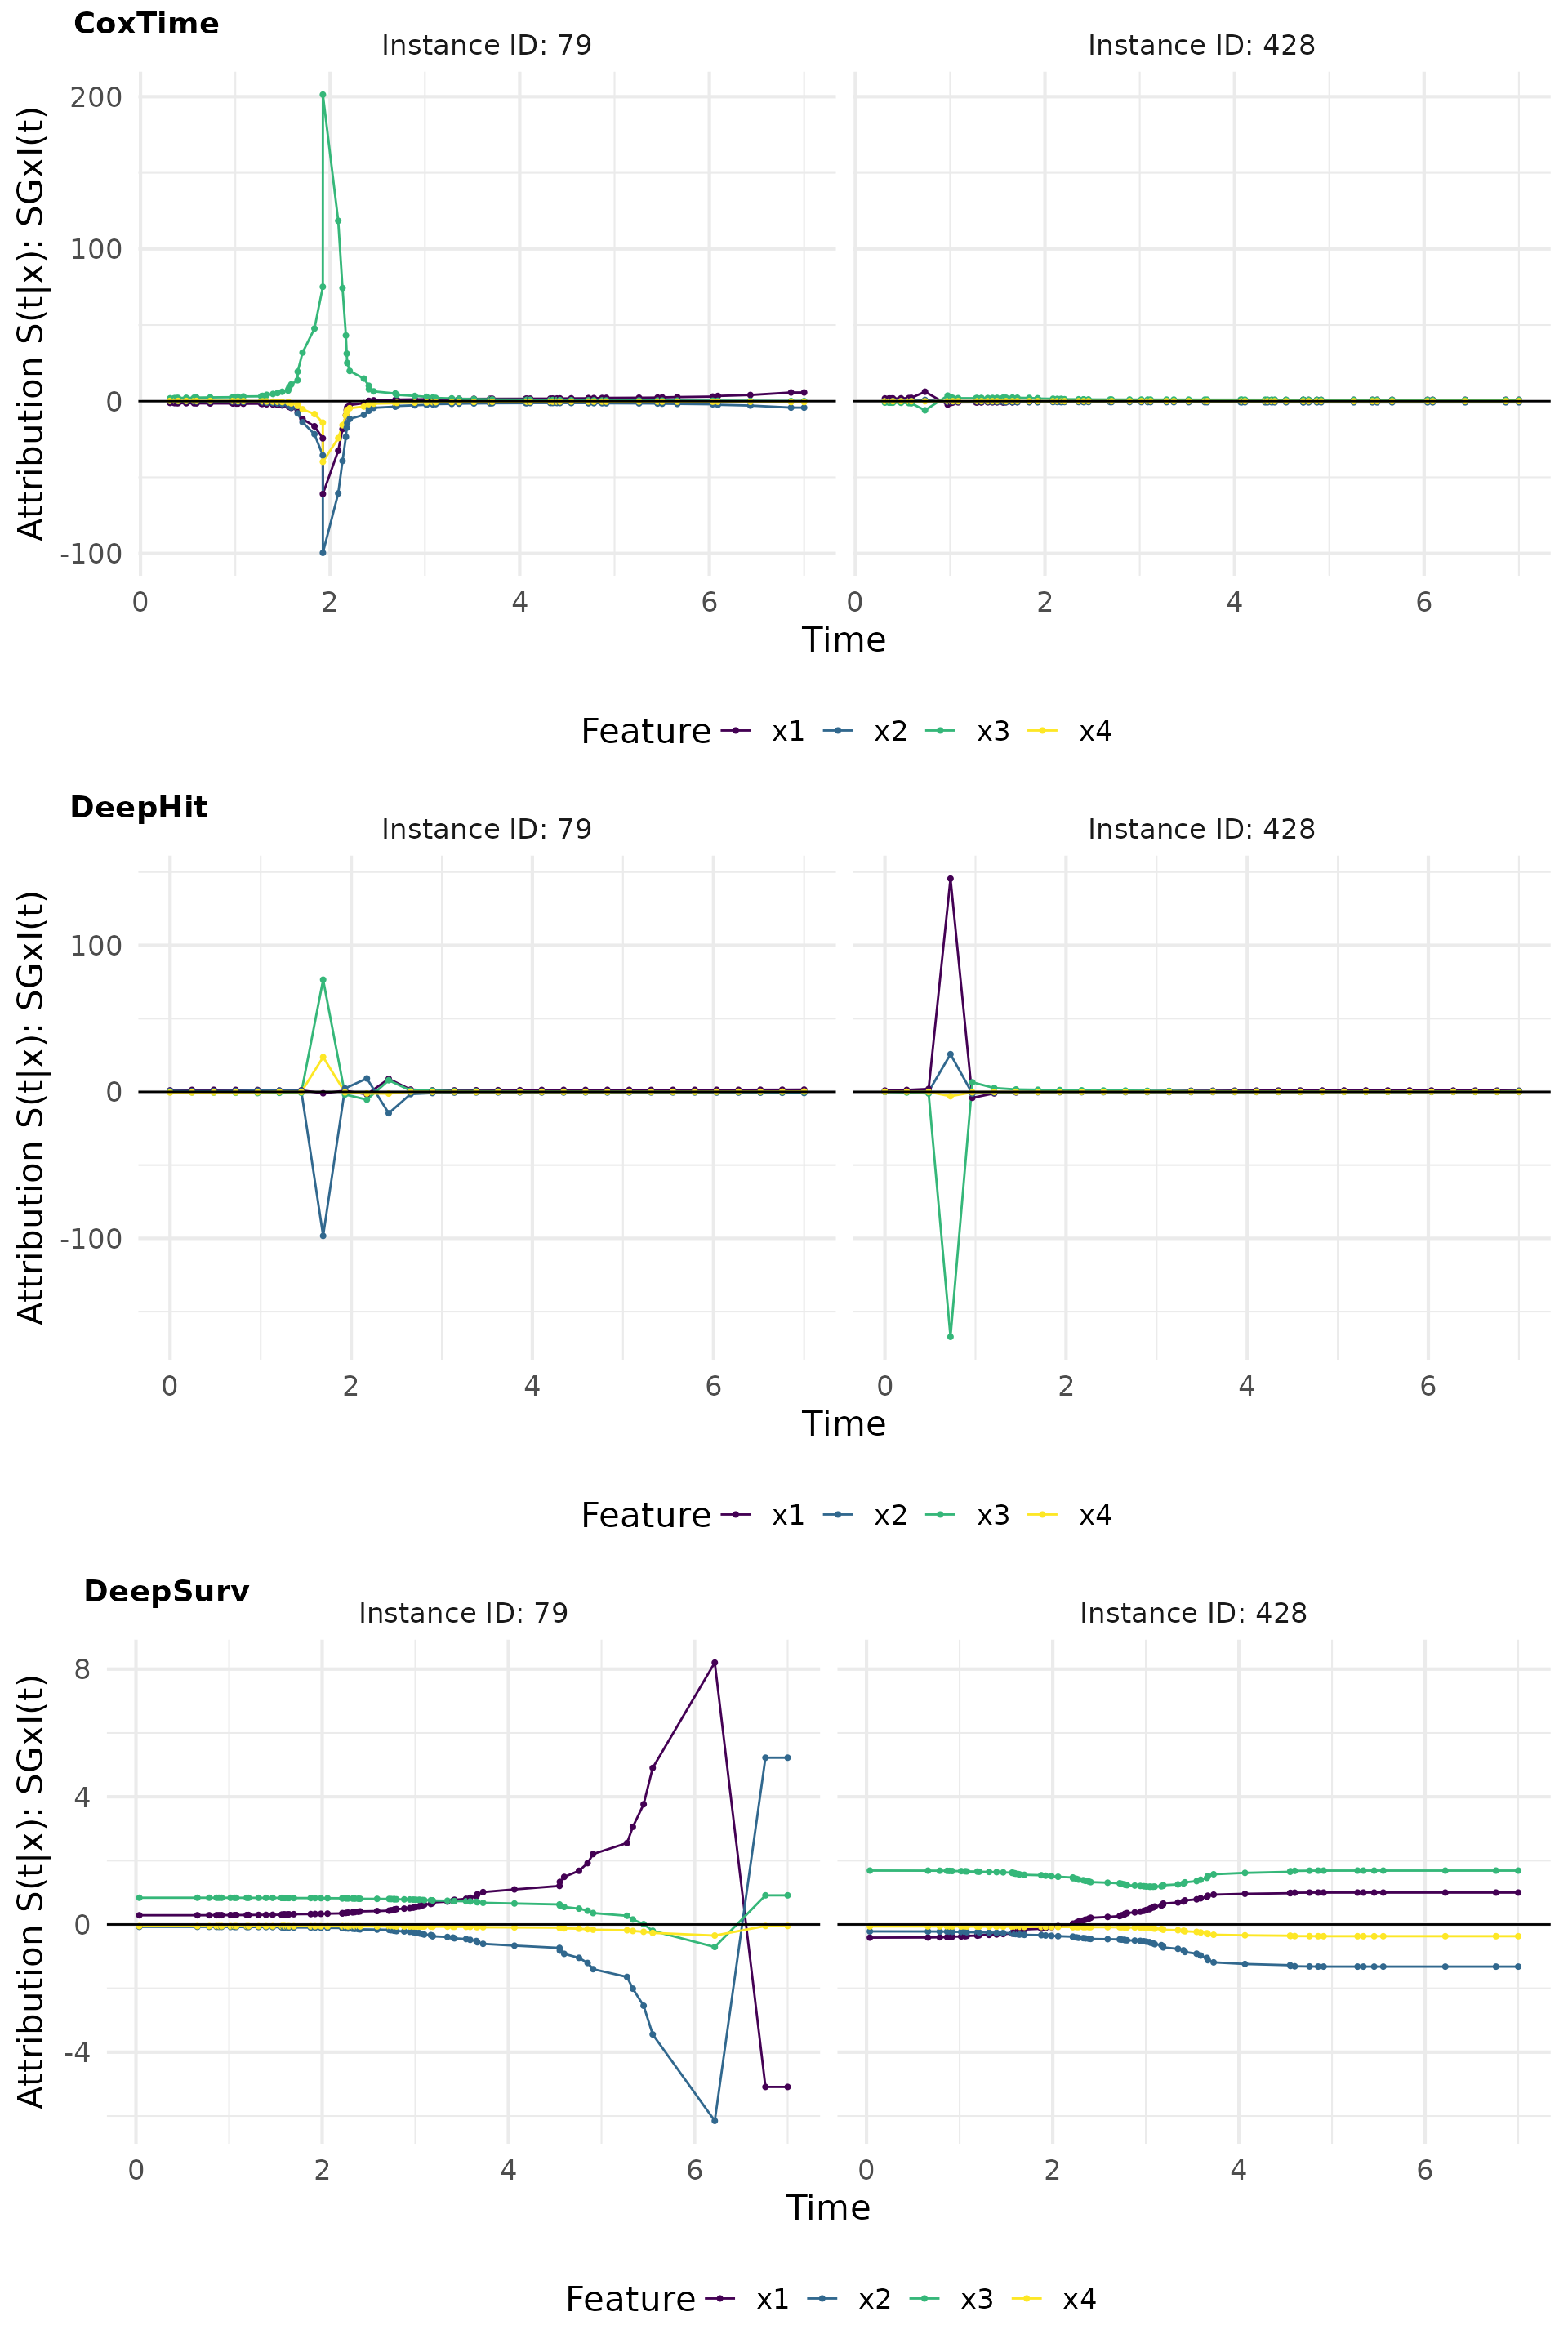 CoxTime
Instance ID: 79 Instance ID: 428
Attribution S(t|x): SGxI(t)
200
100
0
-100
0 2 4 6 0 2 4 6
Time
Feature x1 x2 x3 x4
DeepHit
Instance ID: 79 Instance ID: 428
Attribution S(t|x): SGxI(t)
100
0
-100
0 2 4 6 0 2 4 6
Time
Feature x1 x2 x3 x4
DeepSurv
Instance ID: 79 Instance ID: 428
Attribution S(t|x): SGxI(t)
8
4
0
-4
0 2 4 6 0 2 4 6
Time
Feature x1 x2 x3 x4